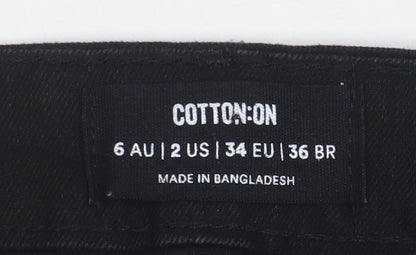 COTTON:ON
6 AU | 2 US | 34 EU | 36 BR
MADE IN BANGLADESH